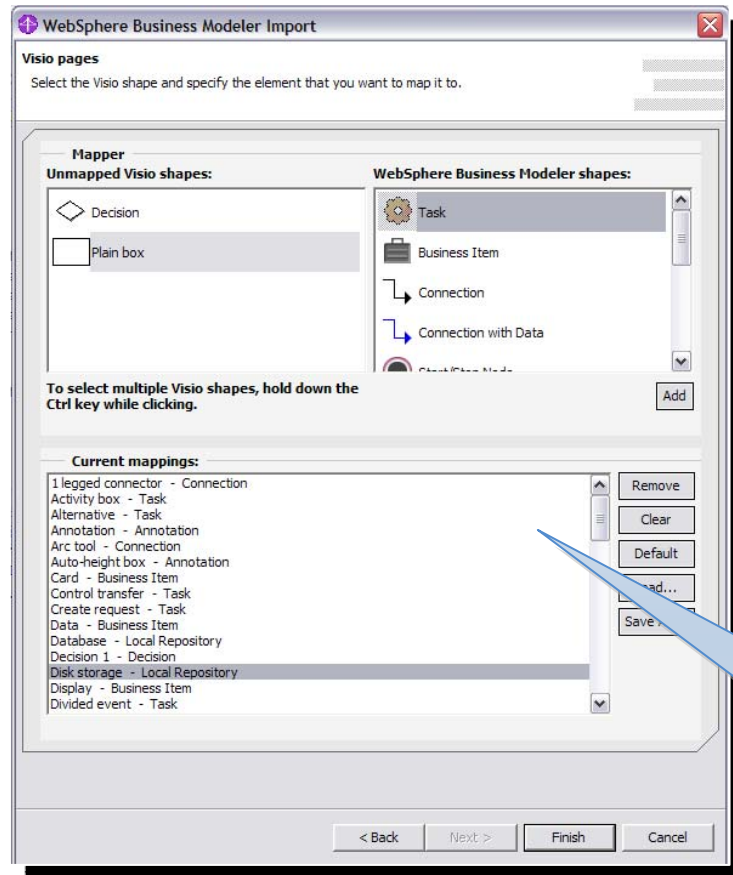 WebSphere Business Modeler Import
Visio pages
Select the Visio shape and specify the element that you want to map it to.
Mapper
Unmapped Visio shapes:
WebSphere Business Modeler shapes:
Decision
Plain box
Task
Business Item
Connection
Connection with Data
To select multiple Visio shapes, hold down the
Ctrl key while clicking.
Add
Current mappings:
1 legged connector - Connection
Activity box - Task
Alternative - Task
Annotation - Annotation
Arc tool - Connection
Auto-height box - Annotation
Card - Business Item
Control transfer - Task
Create request - Task
Data - Business Item
Database - Local Repository
Decision 1 - Decision
Disk storage - Local Repository
Display - Business Item
Divided event - Task
Remove
Clear
Default
Save
< Back
Next >
Finish
Cancel